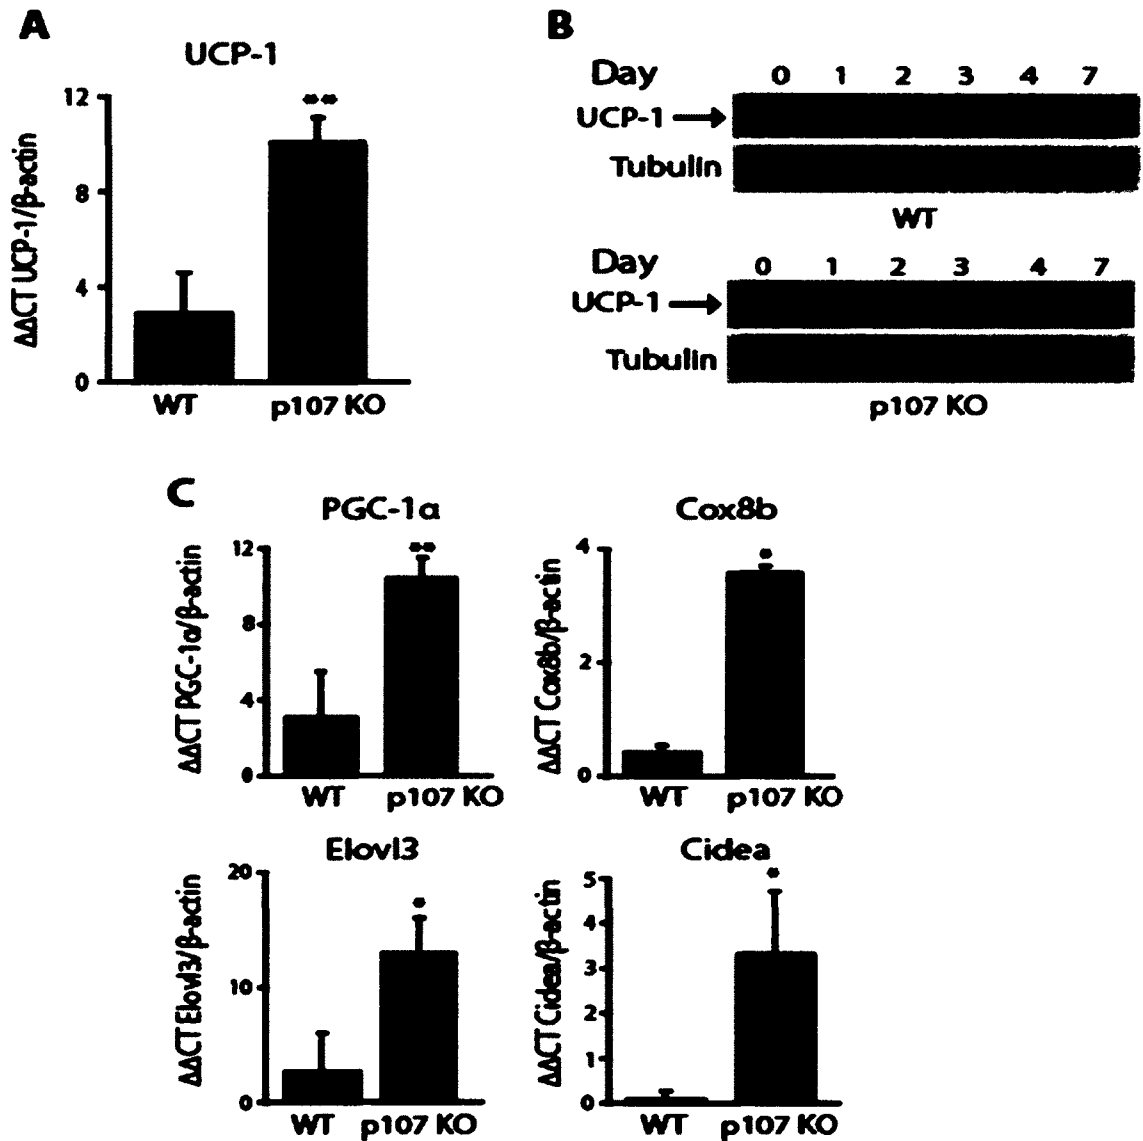 A
UCP-1
ΔΔCT UCP-1/β-actin
12
**
8
4
0
WT
p107 KO
B
Day 0 1 2 3 4 7
UCP-1
Tubulin
WT
Day 0 1 2 3 4 7
UCP-1
Tubulin
p107 KO
C
PGC-1α
ΔΔCT PGC-1α/β-actin
12
**
8
4
0
WT
p107 KO
Cox8b
ΔΔCT Cox8b/β-actin
4
*
2
0
WT
p107 KO
Elovl3
ΔΔCT Elovl3/β-actin
20
*
10
0
WT
p107 KO
Cidea
ΔΔCT Cidea/β-actin
5
*
4
3
2
1
0
WT
p107 KO